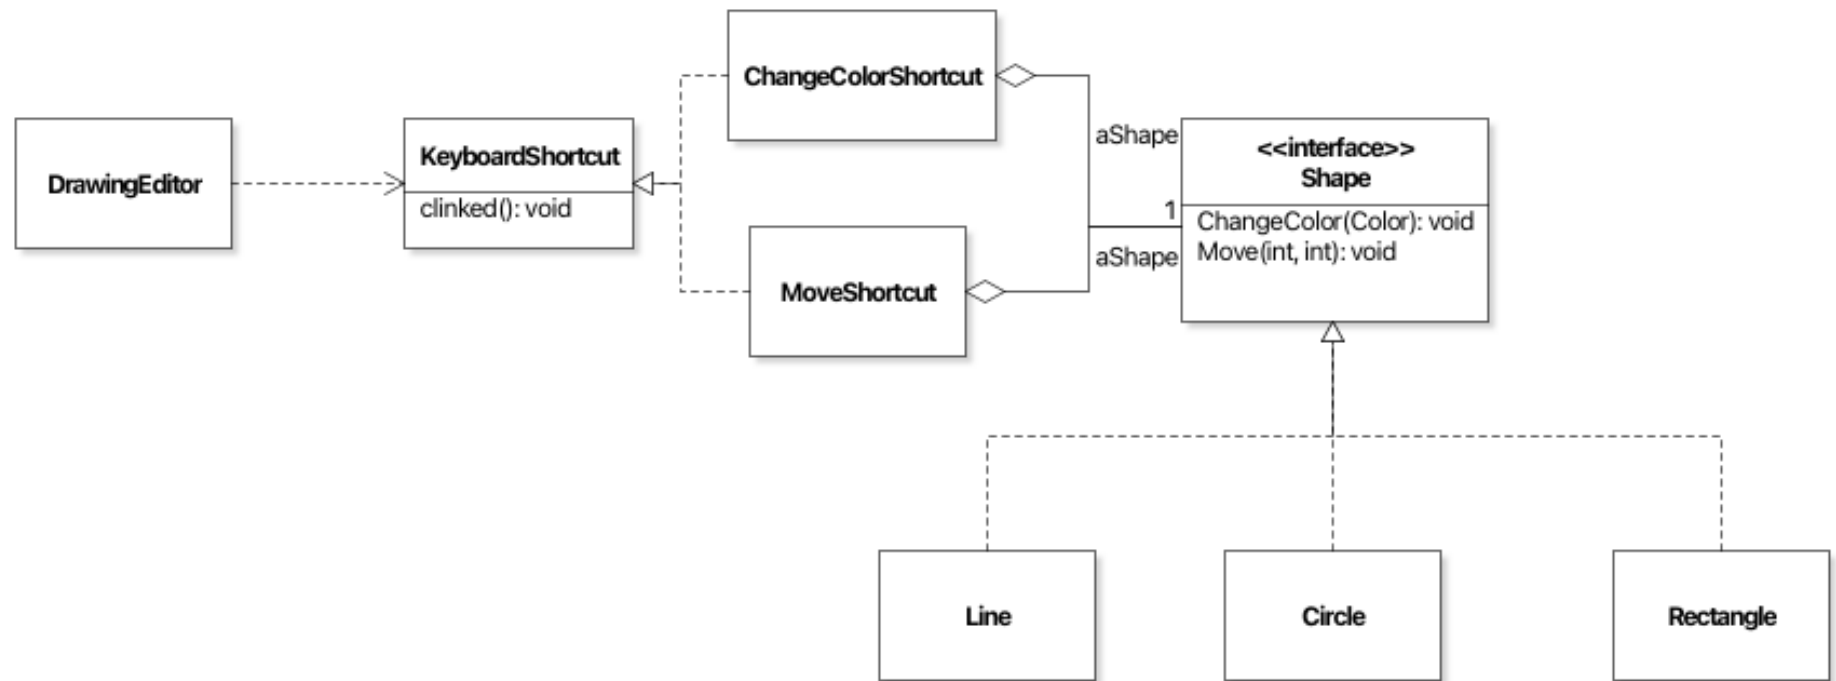 DrawingEditor
KeyboardShortcut
clinked(): void
ChangeColorShortcut
MoveShortcut
aShape
1
aShape
<<interface>>
Shape
ChangeColor(Color): void
Move(int, int): void
Line
Circle
Rectangle